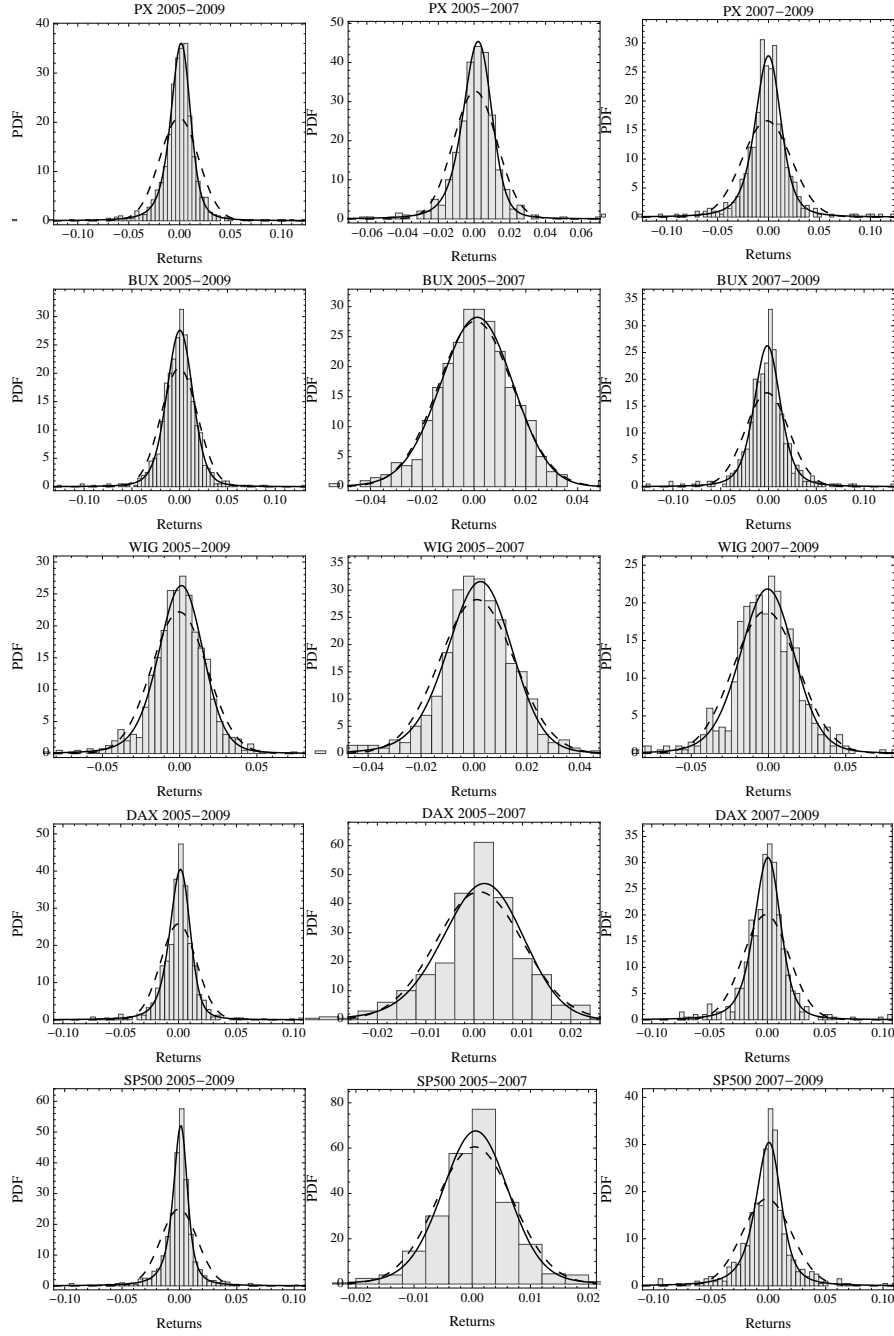 PX 2005−2009
40
30
20
10
0
PDF
−0.10 −0.05 0.00 0.05 0.10
Returns
PX 2005−2007
50
40
30
20
10
0
PDF
−0.06 −0.04 −0.02 0.00 0.02 0.04 0.06
Returns
PX 2007−2009
30
25
20
15
10
5
0
PDF
−0.10 −0.05 0.00 0.05 0.10
Returns
BUX 2005−2009
30
25
20
15
10
5
0
PDF
−0.10 −0.05 0.00 0.05 0.10
Returns
BUX 2005−2007
30
25
20
15
10
5
0
PDF
−0.04 −0.02 0.00 0.02 0.04
Returns
BUX 2007−2009
35
30
25
20
15
10
5
0
PDF
−0.10 −0.05 0.00 0.05 0.10
Returns
WIG 2005−2009
30
25
20
15
10
5
0
PDF
−0.05 0.00 0.05
Returns
WIG 2005−2007
35
30
25
20
15
10
5
0
PDF
−0.04 −0.02 0.00 0.02 0.04
Returns
WIG 2007−2009
25
20
15
10
5
0
PDF
−0.05 0.00 0.05
Returns
DAX 2005−2009
50
40
30
20
10
0
PDF
−0.10 −0.05 0.00 0.05 0.10
Returns
DAX 2005−2007
60
50
40
30
20
10
0
PDF
−0.02 −0.01 0.00 0.01 0.02
Returns
DAX 2007−2009
35
30
25
20
15
10
5
0
PDF
−0.10 −0.05 0.00 0.05 0.10
Returns
SP500 2005−2009
60
50
40
30
20
10
0
PDF
−0.10 −0.05 0.00 0.05 0.10
Returns
SP500 2005−2007
80
60
40
20
0
PDF
−0.02 −0.01 0.00 0.01 0.02
Returns
SP500 2007−2009
40
30
20
10
0
PDF
−0.10 −0.05 0.00 0.05 0.10
Returns